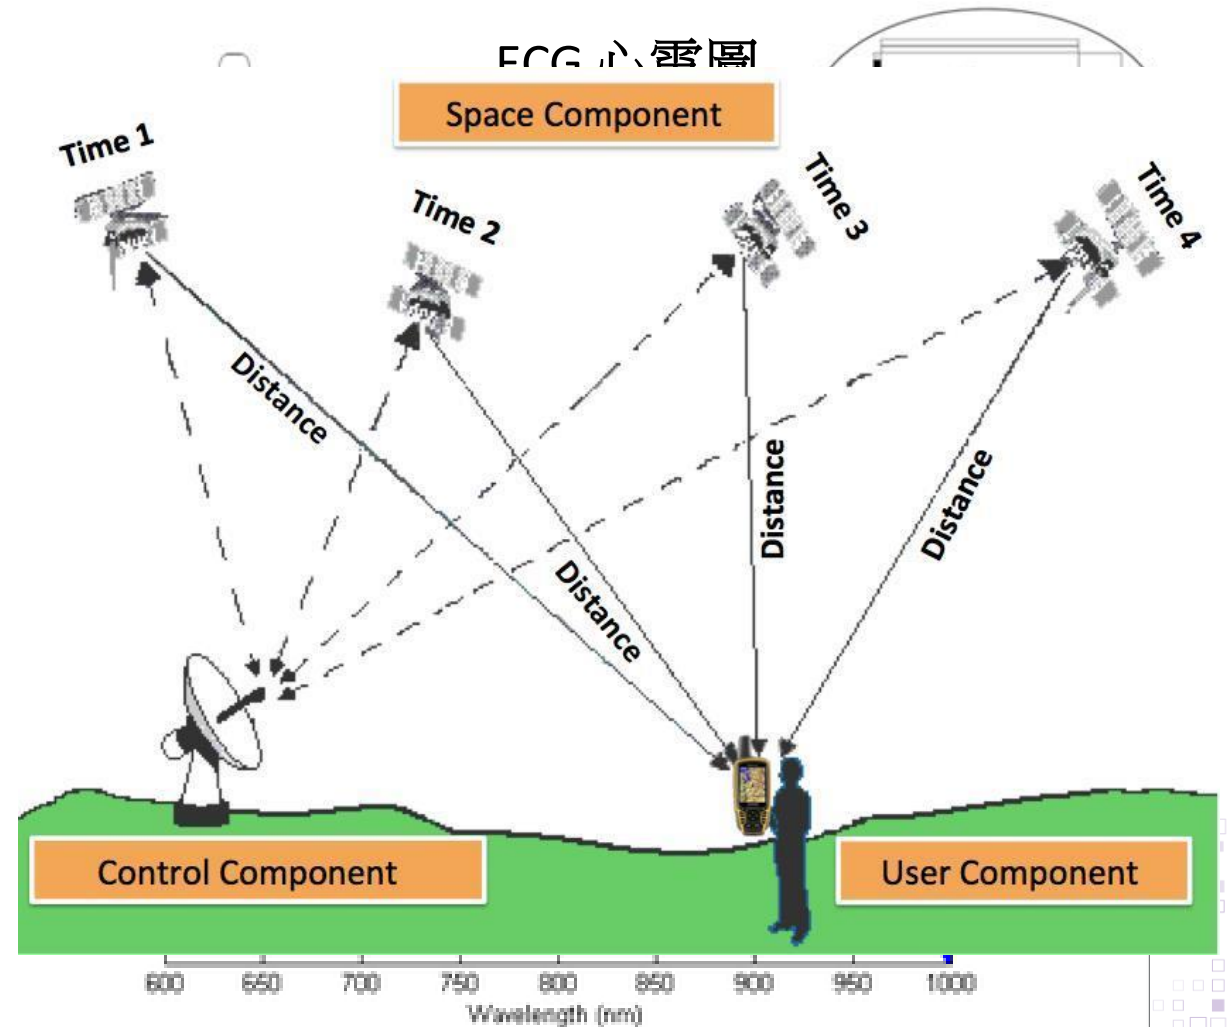 ECG 心電圖
Space Component
Time 1
Time 2
Time 3
Time 4
Distance
Distance
Distance
Distance
Control Component
User Component
600 650 700 750 800 850 900 950 1000
Wavelength (nm)